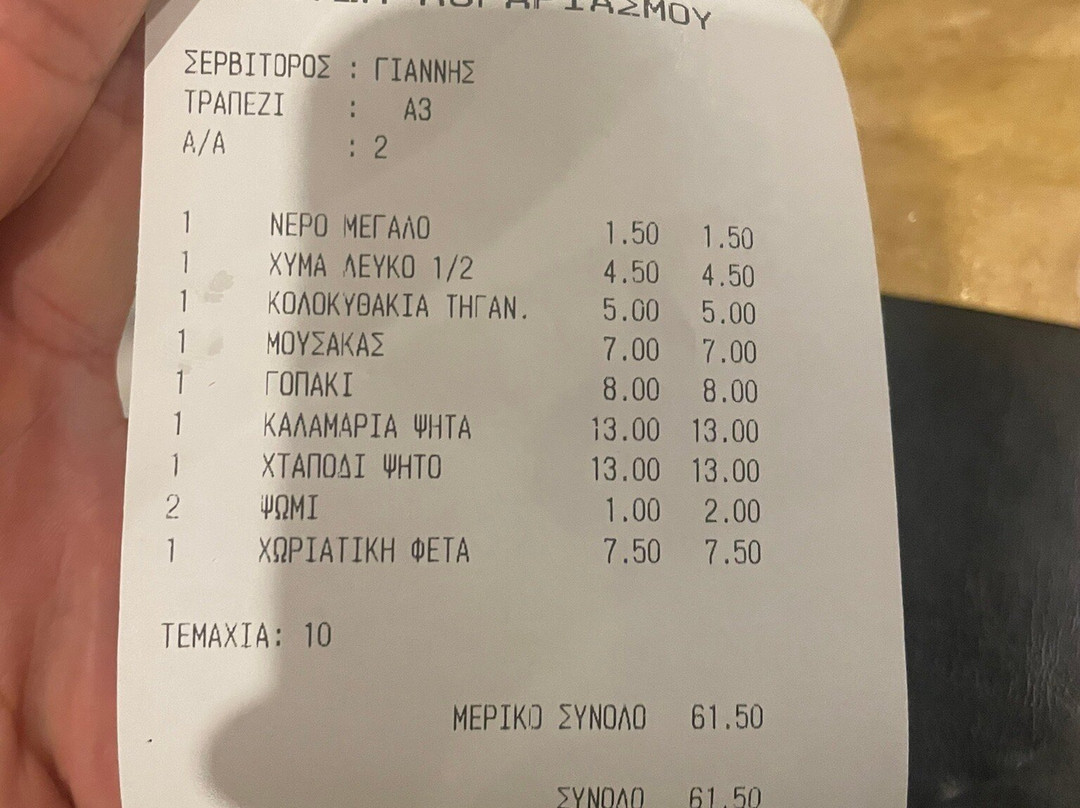 ΛΟΓΑΡΙΑΣΜΟΥ
ΣΕΡΒΙΤΟΡΟΣ : ΓΙΑΝΝΗΣ
ΤΡΑΠΕΖΙ : Α3
Α/Α : 2
1 ΝΕΡΟ ΜΕΓΑΛΟ 1.50 1.50
1 ΧΥΜΑ ΛΕΥΚΟ 1/2 4.50 4.50
1 ΚΟΛΟΚΥΘΑΚΙΑ ΤΗΓΑΝ. 5.00 5.00
1 ΜΟΥΣΑΚΑΣ 7.00 7.00
1 ΓΟΠΑΚΙ 8.00 8.00
1 ΚΑΛΑΜΑΡΙΑ ΨΗΤΑ 13.00 13.00
1 ΧΤΑΠΟΔΙ ΨΗΤΟ 13.00 13.00
2 ΨΩΜΙ 1.00 2.00
1 ΧΩΡΙΑΤΙΚΗ ΦΕΤΑ 7.50 7.50
ΤΕΜΑΧΙΑ: 10
ΜΕΡΙΚΟ ΣΥΝΟΛΟ 61.50
ΣΥΝΟΛΟ 61.50